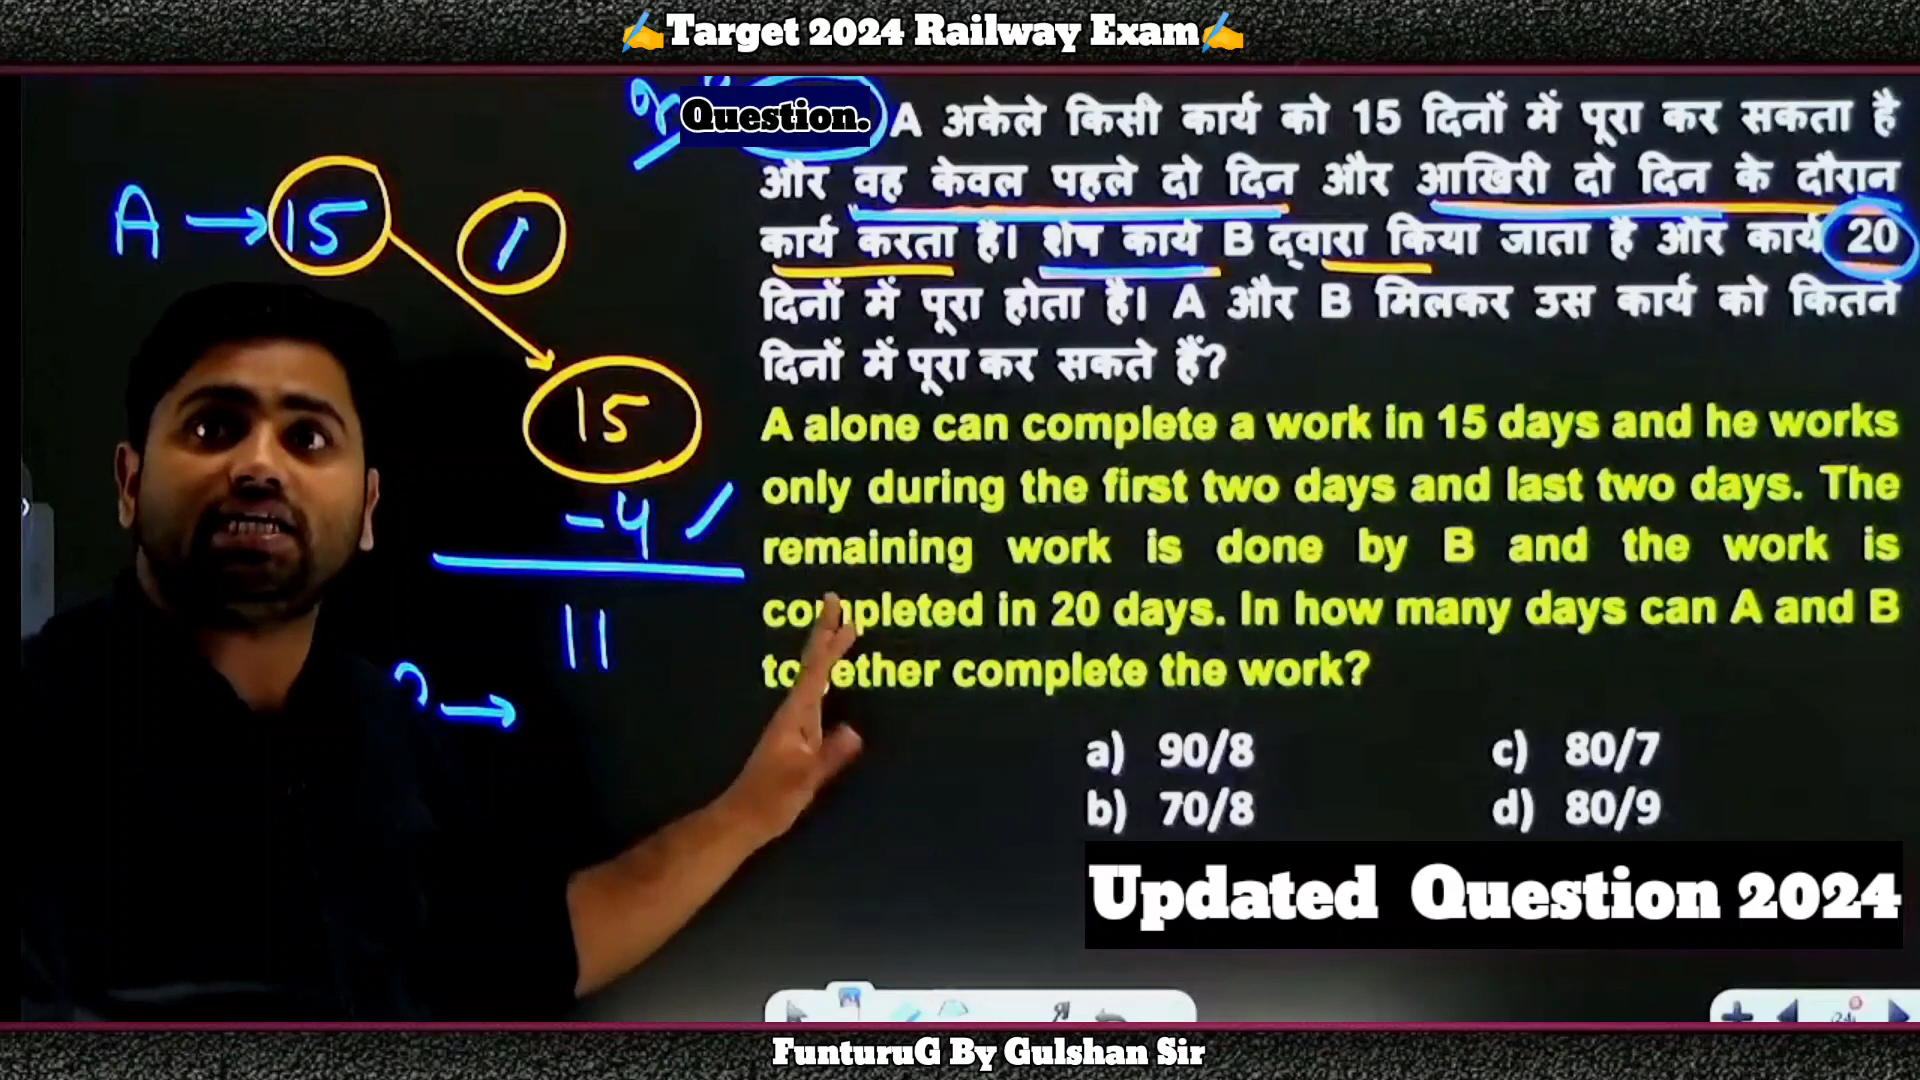 ✍️Target 2024 Railway Exam✍️
Question. A अकेले किसी कार्य को 15 दिनों में पूरा कर सकता है
और वह केवल पहले दो दिन और आखिरी दो दिन के दौरान
कार्य करता है। शेष कार्य B द्वारा किया जाता है और कार्य 20
दिनों में पूरा होता है। A और B मिलकर उस कार्य को कितने
दिनों में पूरा कर सकते हैं?
A alone can complete a work in 15 days and he works
only during the first two days and last two days. The
remaining work is done by B and the work is
completed in 20 days. In how many days can A and B
together complete the work?
a) 90/8
c) 80/7
b) 70/8
d) 80/9
A → 15
1
15
-4
11
Updated Question 2024
FunturuG By Gulshan Sir